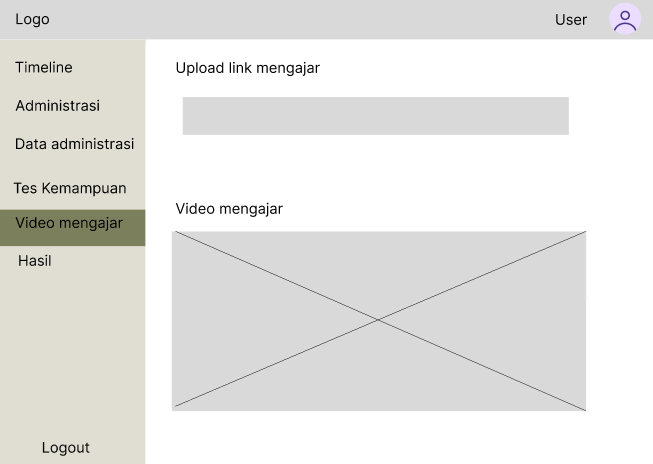 Logo
User
Timeline
Administrasi
Data administrasi
Tes Kemampuan
Video mengajar
Hasil
Logout
Upload link mengajar
Video mengajar